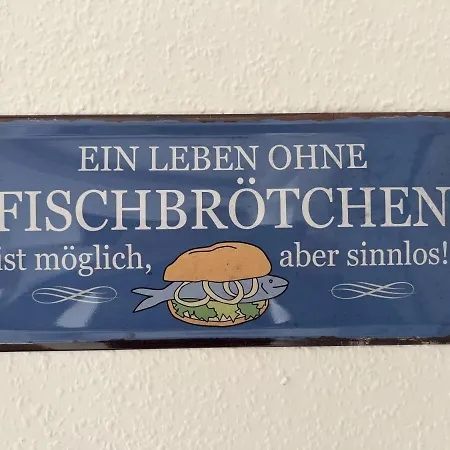 EIN LEBEN OHNE
FISCHBRÖTCHEN
ist möglich, aber sinnlos!